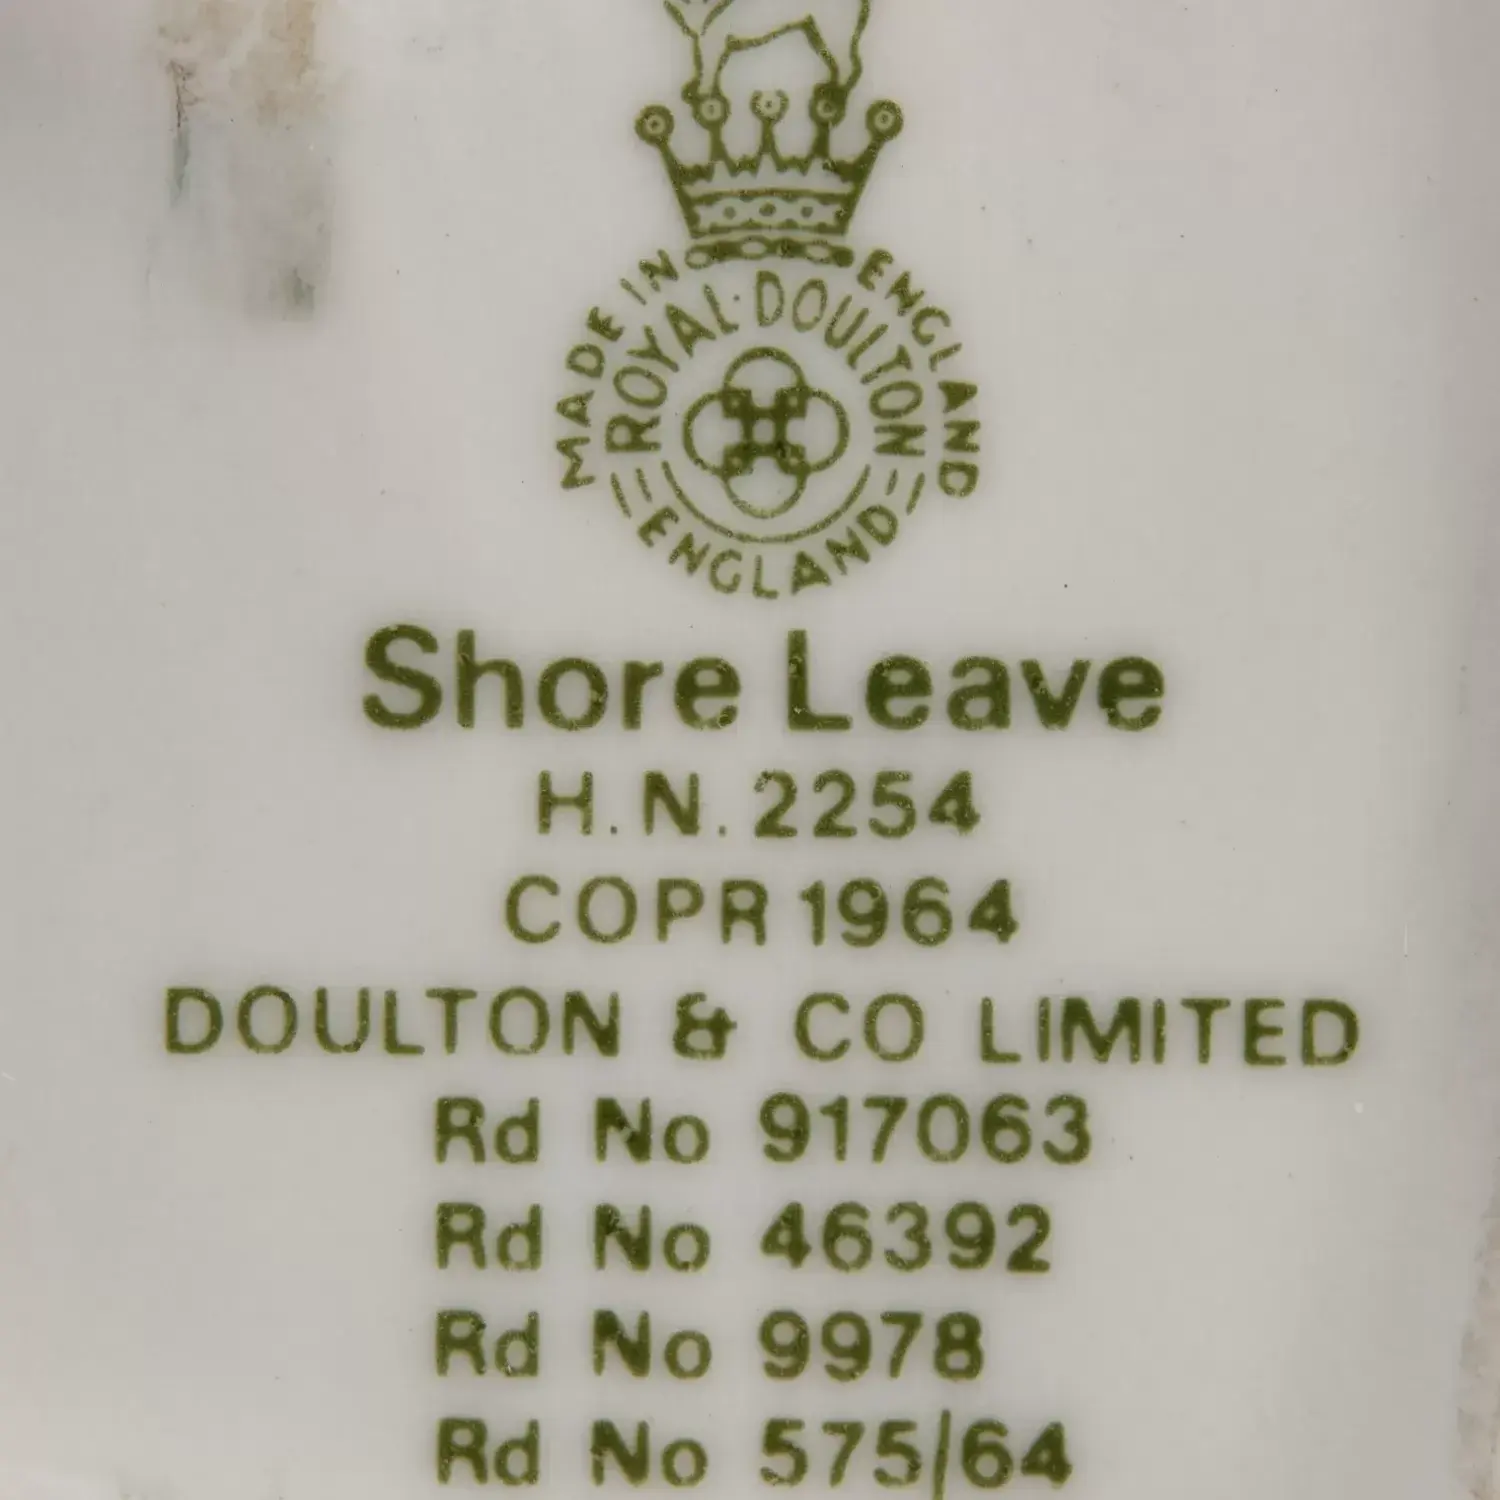 MADE IN ENGLAND
ROYAL DOULTON
ENGLAND
Shore Leave
H.N. 2254
COPR 1964
DOULTON & CO LIMITED
Rd No 917063
Rd No 46392
Rd No 9978
Rd No 575/64